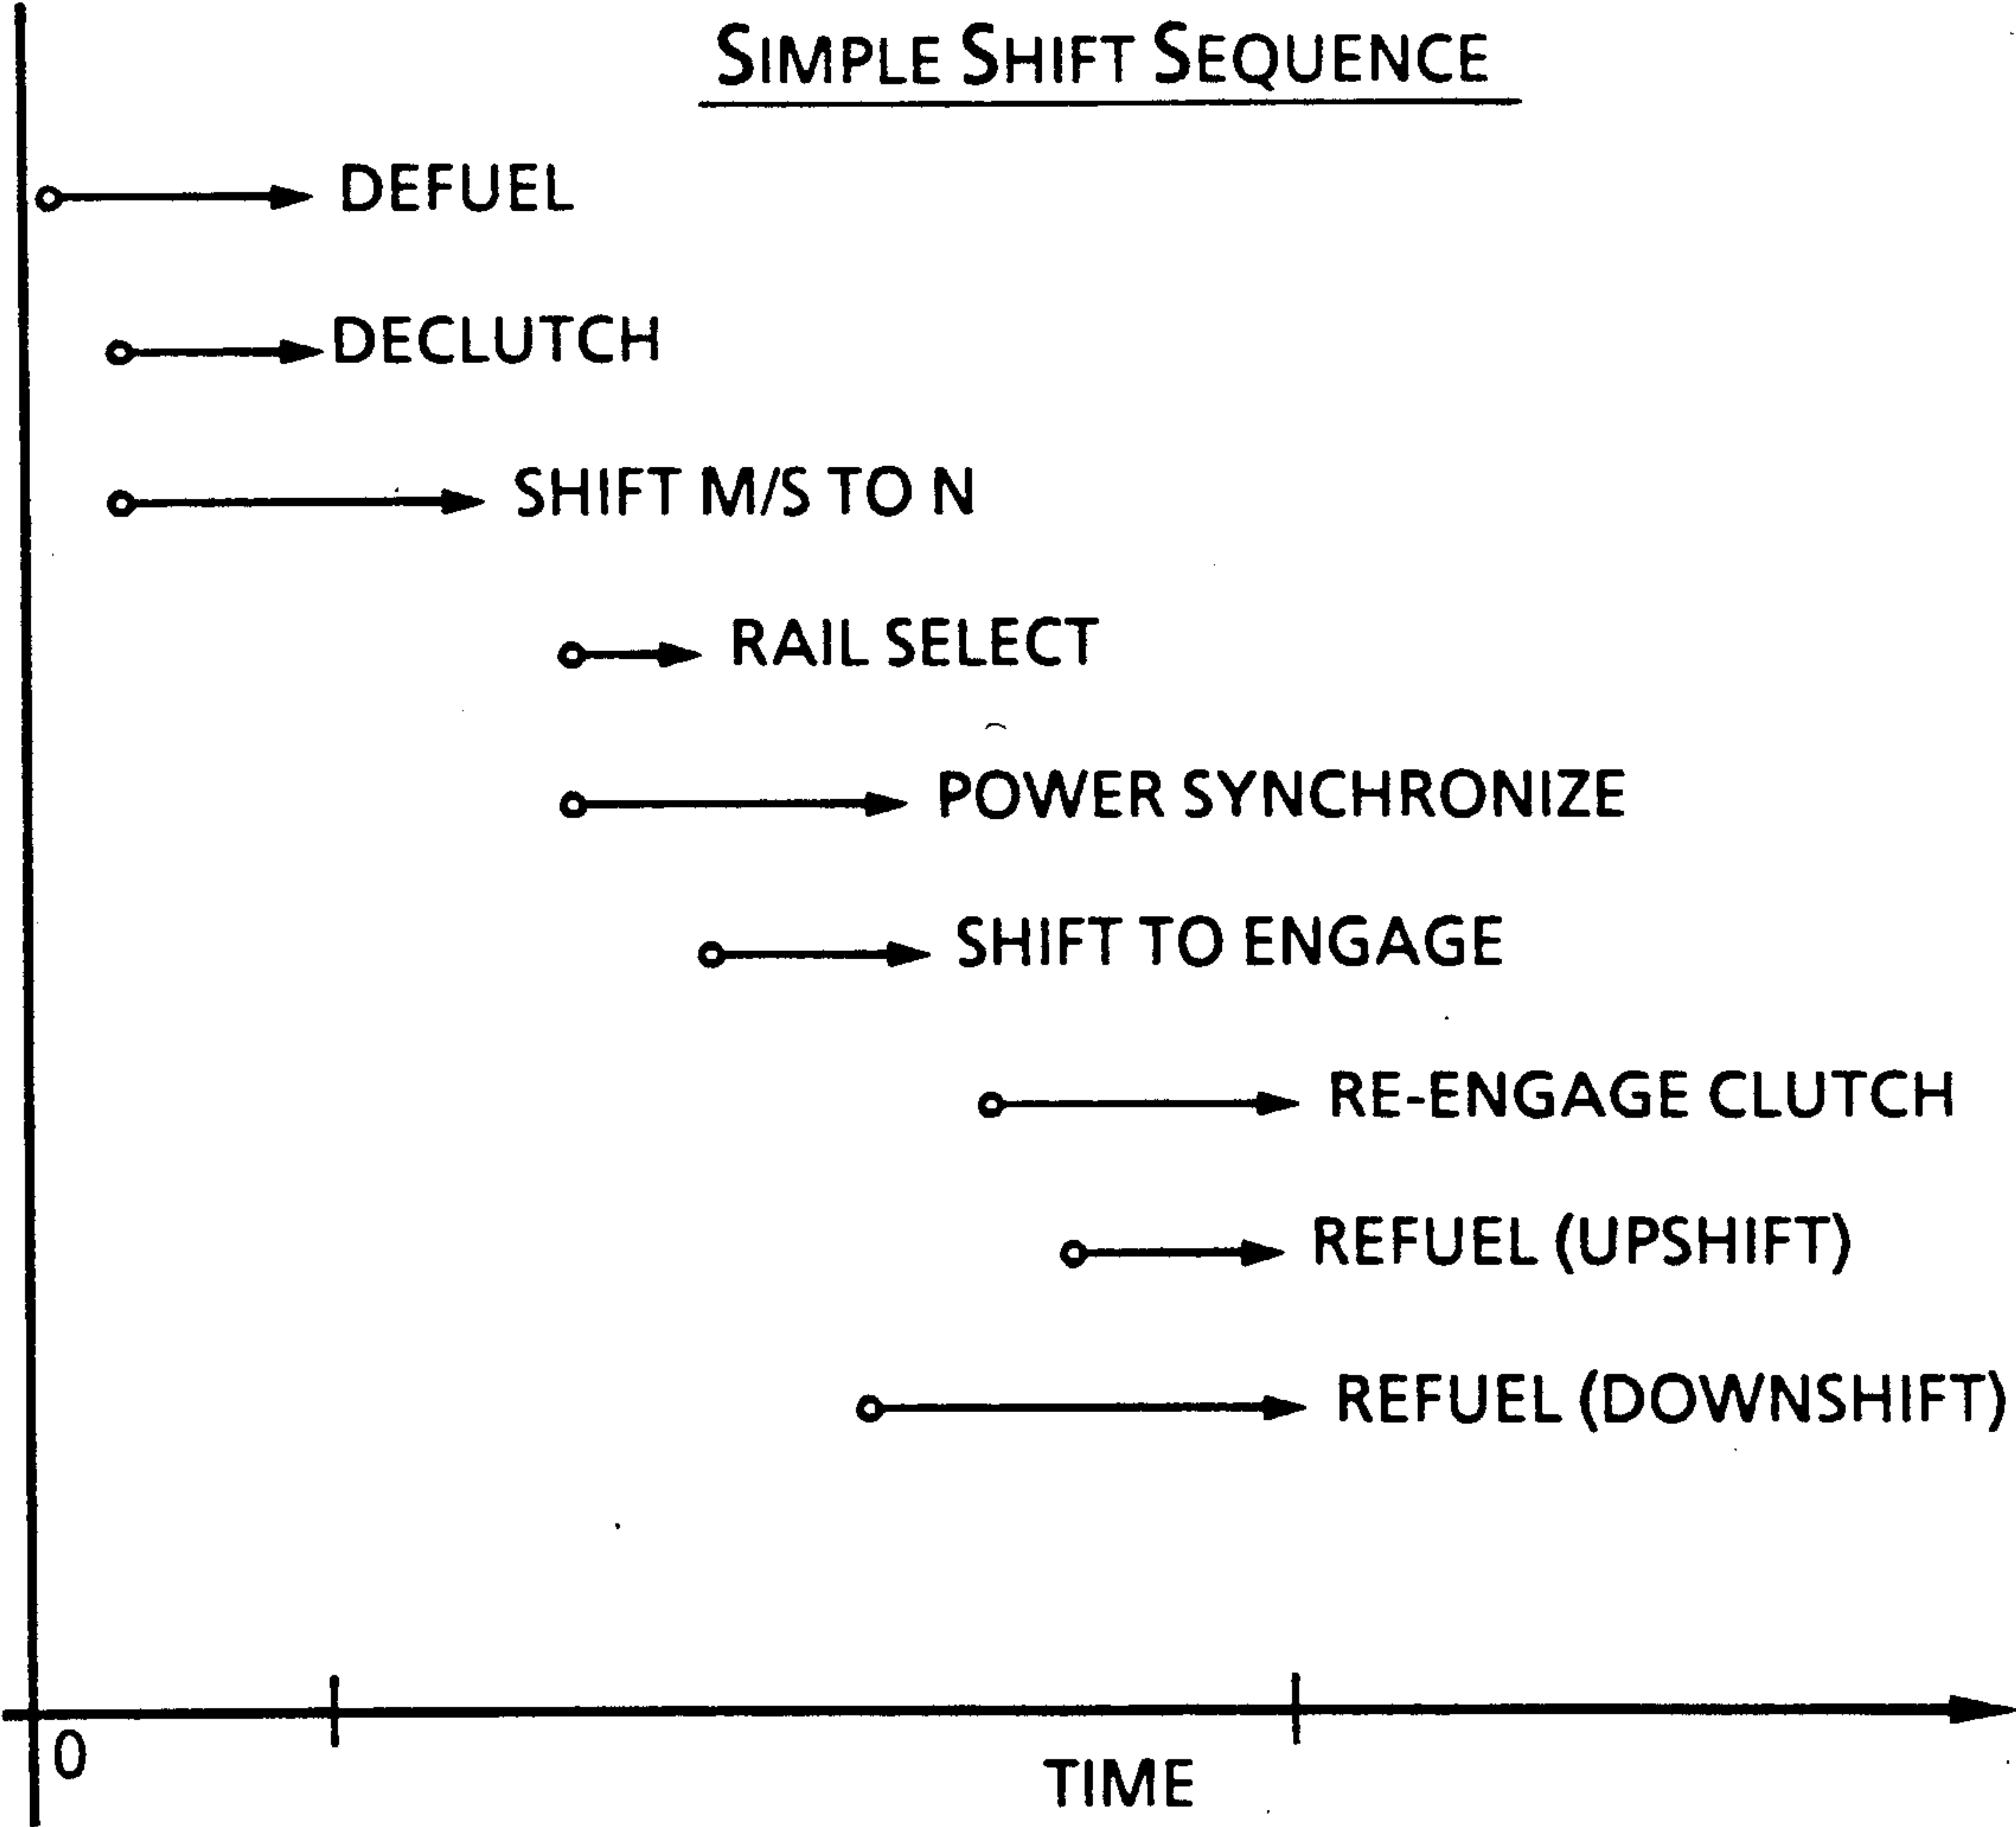 SIMPLE SHIFT SEQUENCE
DEFUEL
DECLUTCH
SHIFT M/S TO N
RAIL SELECT
POWER SYNCHRONIZE
SHIFT TO ENGAGE
RE-ENGAGE CLUTCH
REFUEL (UPSHIFT)
REFUEL (DOWNSHIFT)
0
TIME